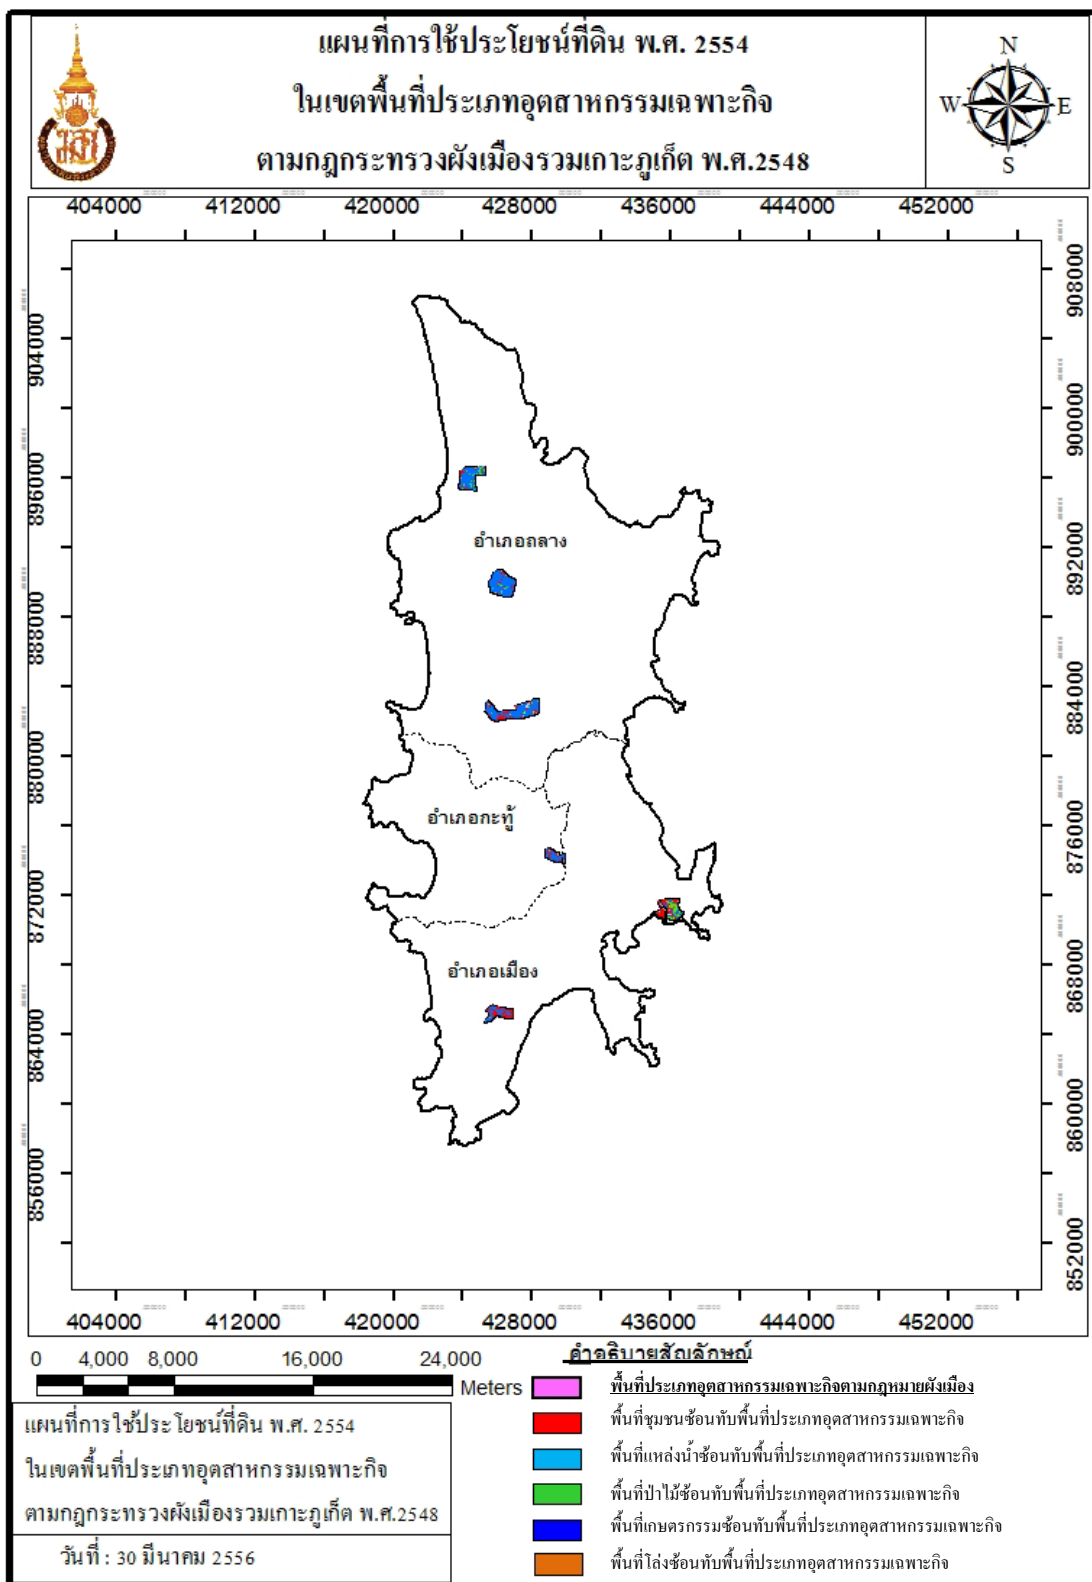 แผนที่การใช้ประโยชน์ที่ดิน พ.ศ. 2554
ในเขตพื้นที่ประเภทอุตสาหกรรมเฉพาะกิจ
ตามกฎกระทรวงผังเมืองรวมเกาะภูเก็ต พ.ศ.2548
N
W E
S
404000 412000 420000 428000 436000 444000 452000
908000
904000
900000
896000
อำเภอถลาง
892000
888000
884000
880000
อำเภอกะทู้
876000
872000
อำเภอเมือง
868000
864000
860000
856000
852000
404000 412000 420000 428000 436000 444000 452000
0 4,000 8,000 16,000 24,000
Meters
คำอธิบายสัญลักษณ์
พื้นที่ประเภทอุตสาหกรรมเฉพาะกิจตามกฎหมายผังเมือง
พื้นที่ชุมชนซ้อนทับพื้นที่ประเภทอุตสาหกรรมเฉพาะกิจ
พื้นที่แหล่งน้ำซ้อนทับพื้นที่ประเภทอุตสาหกรรมเฉพาะกิจ
พื้นที่ป่าไม้ซ้อนทับพื้นที่ประเภทอุตสาหกรรมเฉพาะกิจ
พื้นที่เกษตรกรรมซ้อนทับพื้นที่ประเภทอุตสาหกรรมเฉพาะกิจ
พื้นที่โล่งซ้อนทับพื้นที่ประเภทอุตสาหกรรมเฉพาะกิจ
แผนที่การใช้ประโยชน์ที่ดิน พ.ศ. 2554
ในเขตพื้นที่ประเภทอุตสาหกรรมเฉพาะกิจ
ตามกฎกระทรวงผังเมืองรวมเกาะภูเก็ต พ.ศ.2548
วันที่ : 30 มีนาคม 2556